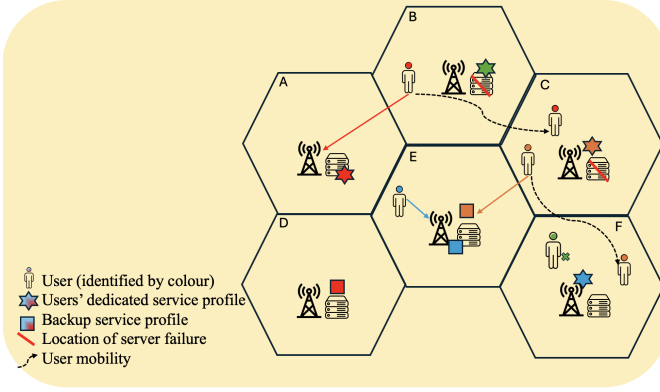 B
A
C
E
D
F
User (identified by colour)
Users' dedicated service profile
Backup service profile
Location of server failure
User mobility